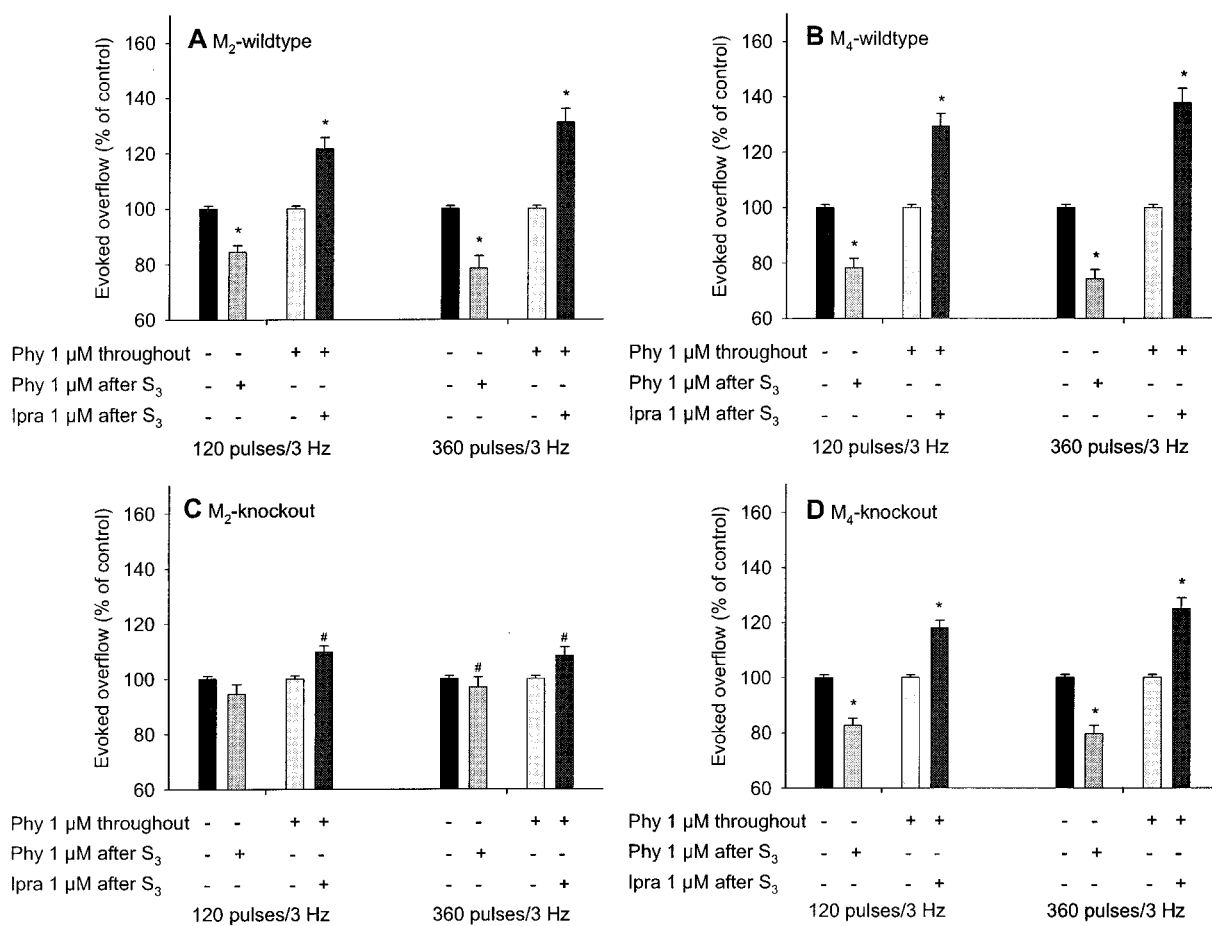 A M₂-wildtype
Evoked overflow (% of control)
160
140
120
100
80
60
*
*
*
*
Phy 1 µM throughout - - + + - - + +
Phy 1 µM after S₃ - + - - - + - -
Ipra 1 µM after S₃ - - - + - - - +
120 pulses/3 Hz 360 pulses/3 Hz
B M₄-wildtype
Evoked overflow (% of control)
160
140
120
100
80
60
*
*
*
*
Phy 1 µM throughout - - + + - - + +
Phy 1 µM after S₃ - + - - - + - -
Ipra 1 µM after S₃ - - - + - - - +
120 pulses/3 Hz 360 pulses/3 Hz
C M₂-knockout
Evoked overflow (% of control)
160
140
120
100
80
60
#
#
#
Phy 1 µM throughout - - + + - - + +
Phy 1 µM after S₃ - + - - - + - -
Ipra 1 µM after S₃ - - - + - - - +
120 pulses/3 Hz 360 pulses/3 Hz
D M₄-knockout
Evoked overflow (% of control)
160
140
120
100
80
60
*
*
*
*
Phy 1 µM throughout - - + + - - + +
Phy 1 µM after S₃ - + - - - + - -
Ipra 1 µM after S₃ - - - + - - - +
120 pulses/3 Hz 360 pulses/3 Hz